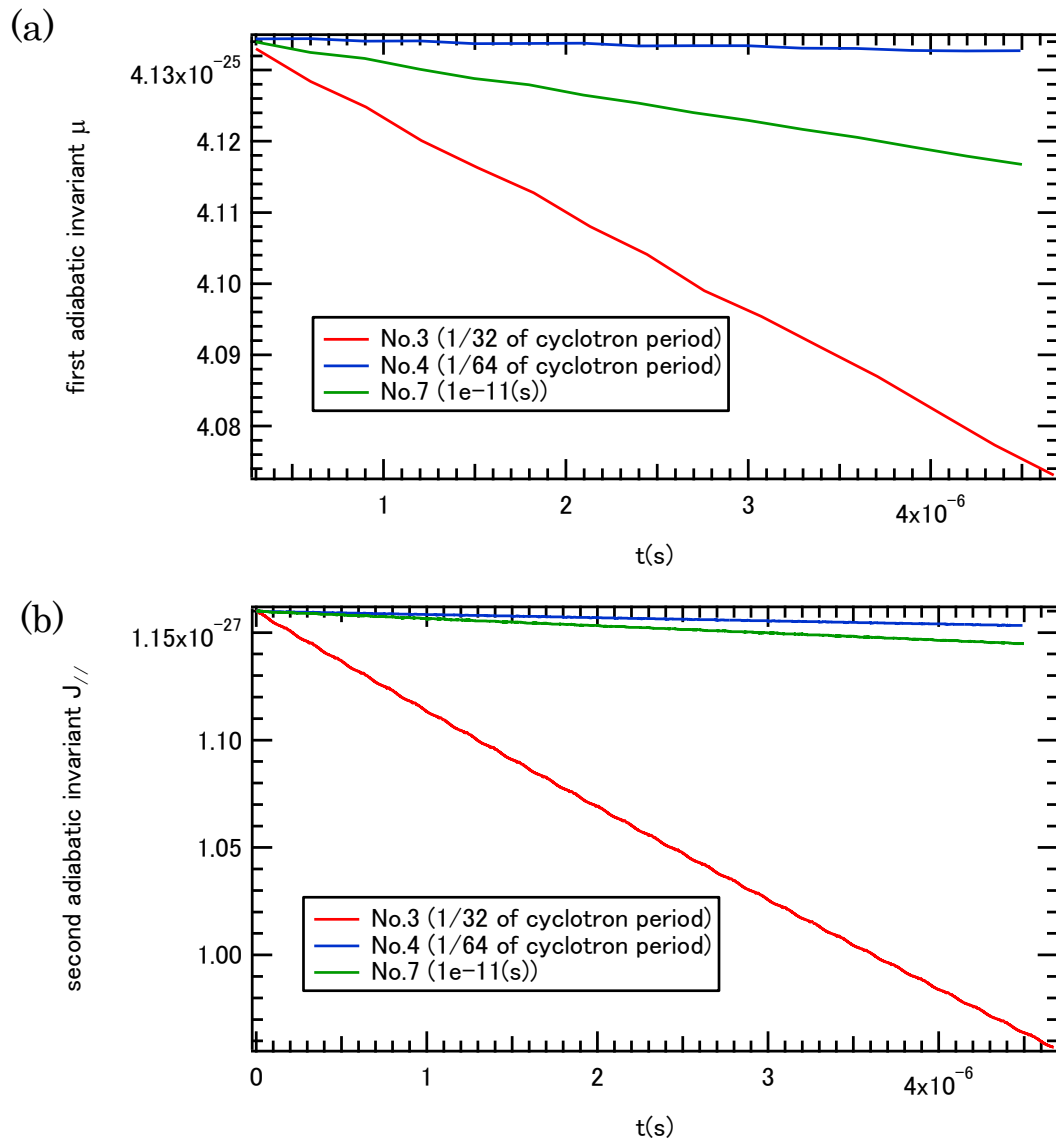 (a)
4.13x10⁻²⁵
4.12
4.11
4.10
4.09
4.08
first adiabatic invariant μ
No.3 (1/32 of cyclotron period)
No.4 (1/64 of cyclotron period)
No.7 (1e-11(s))
1
2
3
4x10⁻⁶
t(s)
(b)
1.15x10⁻²⁷
1.10
1.05
1.00
second adiabatic invariant J//
No.3 (1/32 of cyclotron period)
No.4 (1/64 of cyclotron period)
No.7 (1e-11(s))
0
1
2
3
4x10⁻⁶
t(s)